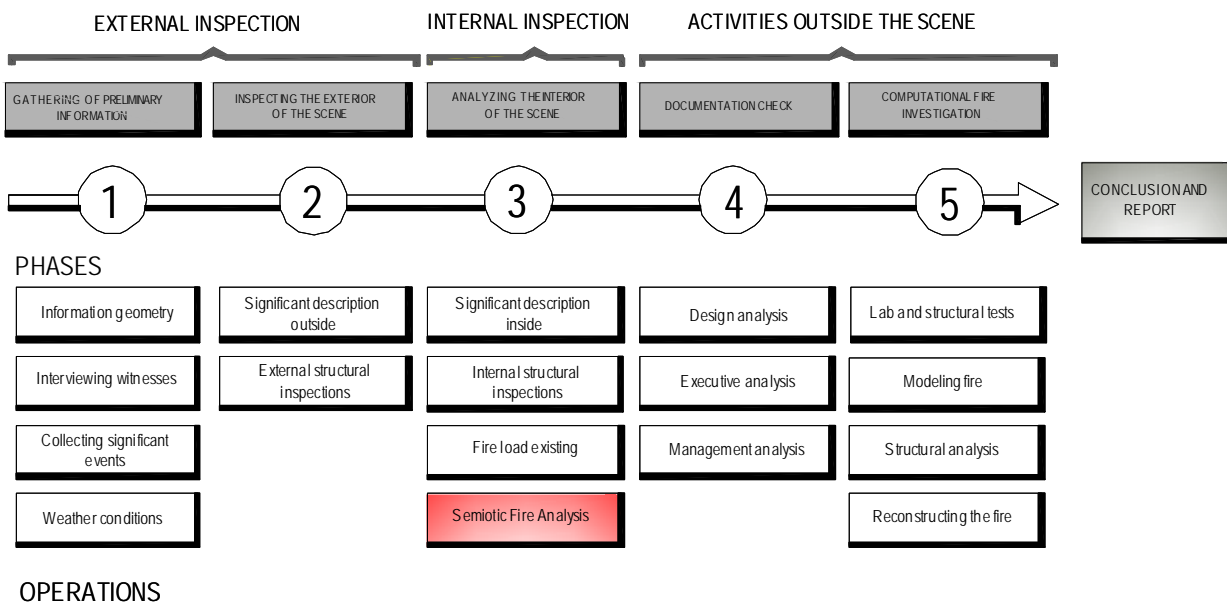 EXTERNAL INSPECTION
INTERNAL INSPECTION
ACTIVITIES OUTSIDE THE SCENE
GATHERING OF PRELIMINARY
INFORMATION
INSPECTING THE EXTERIOR
OF THE SCENE
ANALYZING THE INTERIOR
OF THE SCENE
DOCUMENTATION CHECK
COMPUTATIONAL FIRE
INVESTIGATION
1
2
3
4
5
CONCLUSION AND
REPORT
PHASES
Information geometry
Significant description
outside
Significant description
inside
Design analysis
Lab and structural tests
Interviewing witnesses
External structural
inspections
Internal structural
inspections
Executive analysis
Modeling fire
Collecting significant
events
Fire load existing
Management analysis
Structural analysis
Weather conditions
Semiotic Fire Analysis
Reconstructing the fire
OPERATIONS